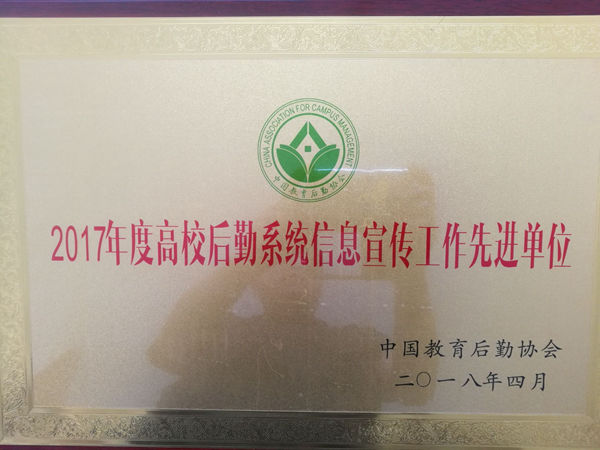 CHINA ASSOCIATION FOR CAMPUS MANAGEMENT
中国教育后勤协会
2017年度高校后勤系统信息宣传工作先进单位
中国教育后勤协会
二〇一八年四月